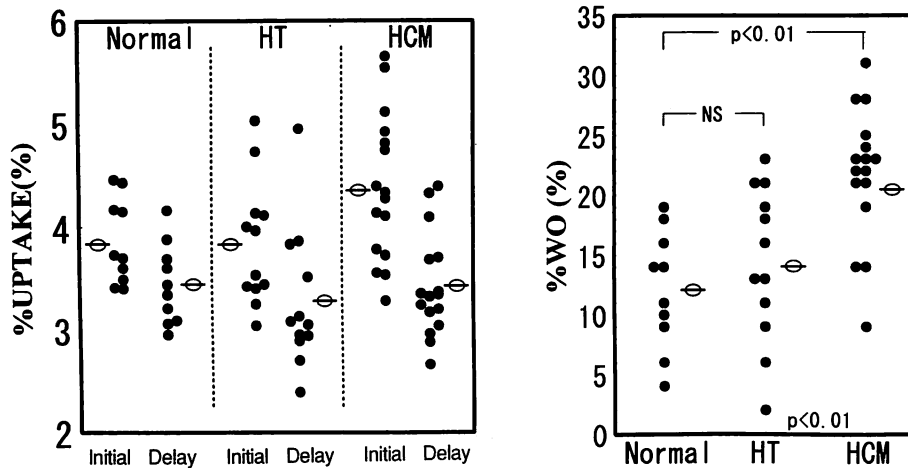 6
5
4
3
2
%UPTAKE(%)
Normal HT HCM
Initial Delay Initial Delay Initial Delay
35
30
25
20
15
10
5
0
%WO (%)
p<0.01
NS
p<0.01
Normal HT HCM